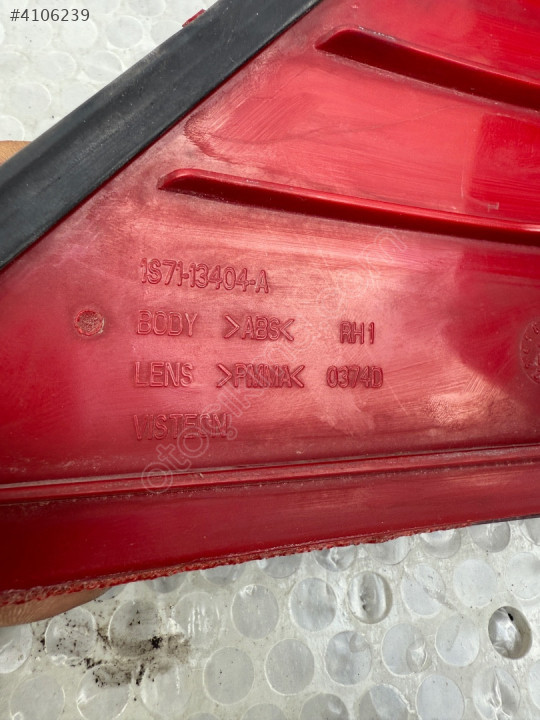 #4106239
1S71-13404-A
BODY >ABS< RH1
LENS >PMMA< 0374D
VISTEON